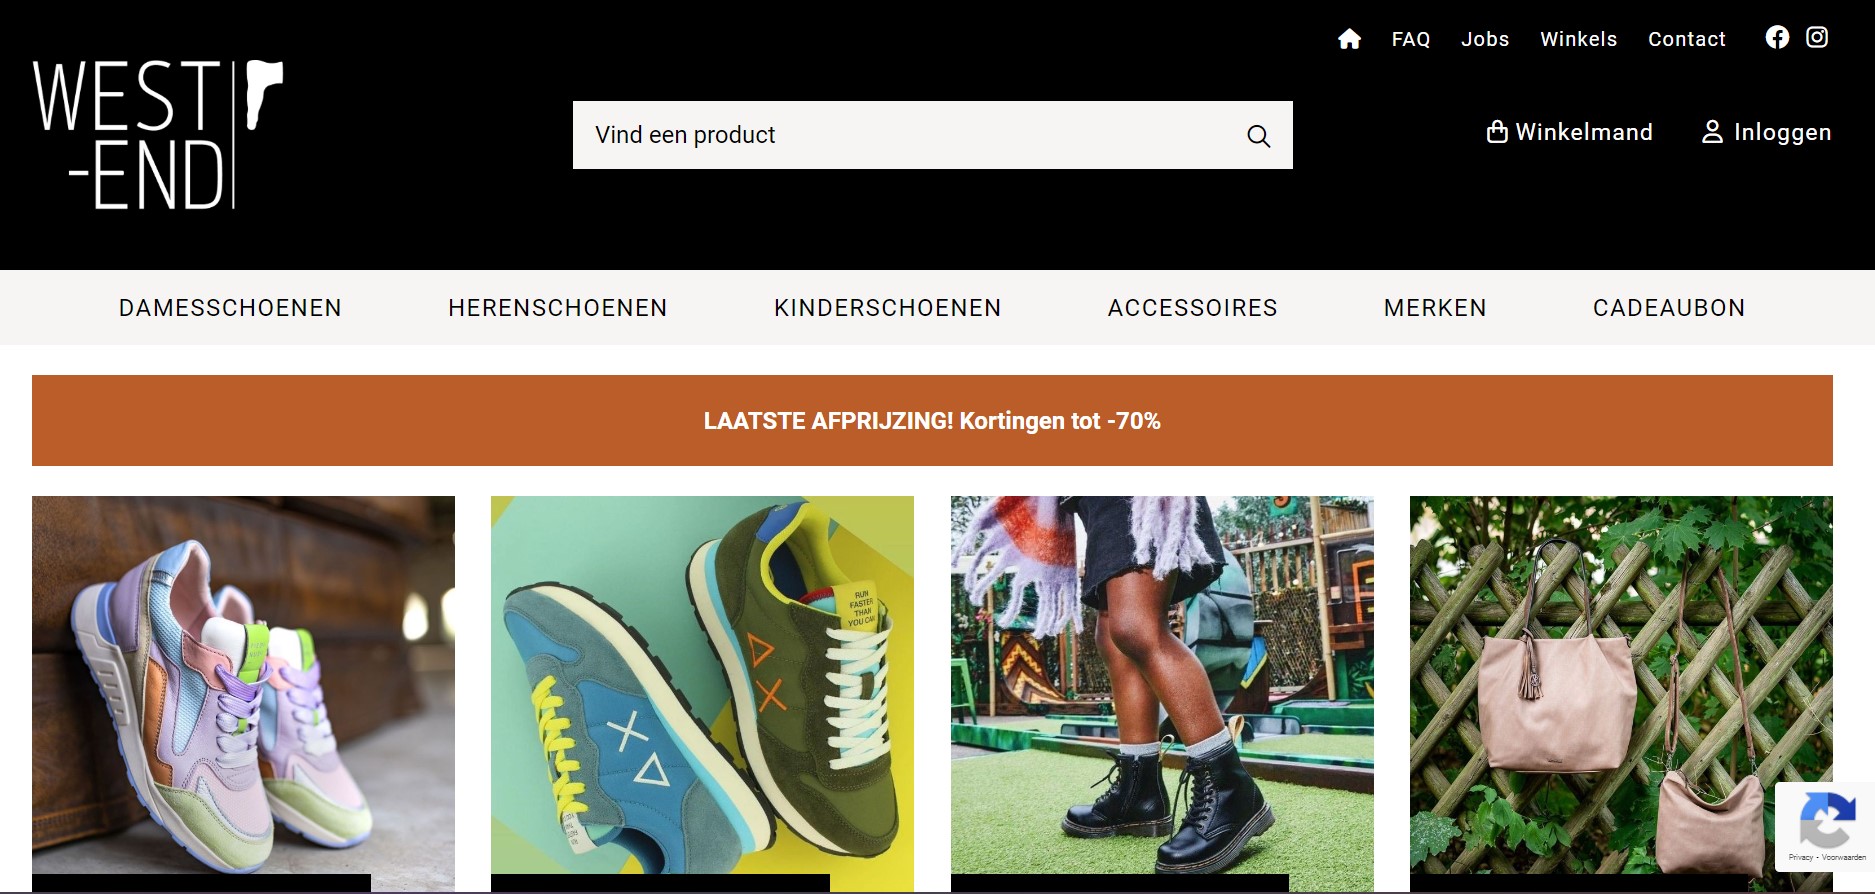 FAQ Jobs Winkels Contact
WEST
-END
Vind een product
Winkelmand Inloggen
DAMESSCHOENEN HERENSCHOENEN KINDERSCHOENEN ACCESSOIRES MERKEN CADEAUBON
LAATSTE AFPRIJZING! Kortingen tot -70%
RUN
FASTER
THAN
YOU CAN
Privacy - Voorwaarden